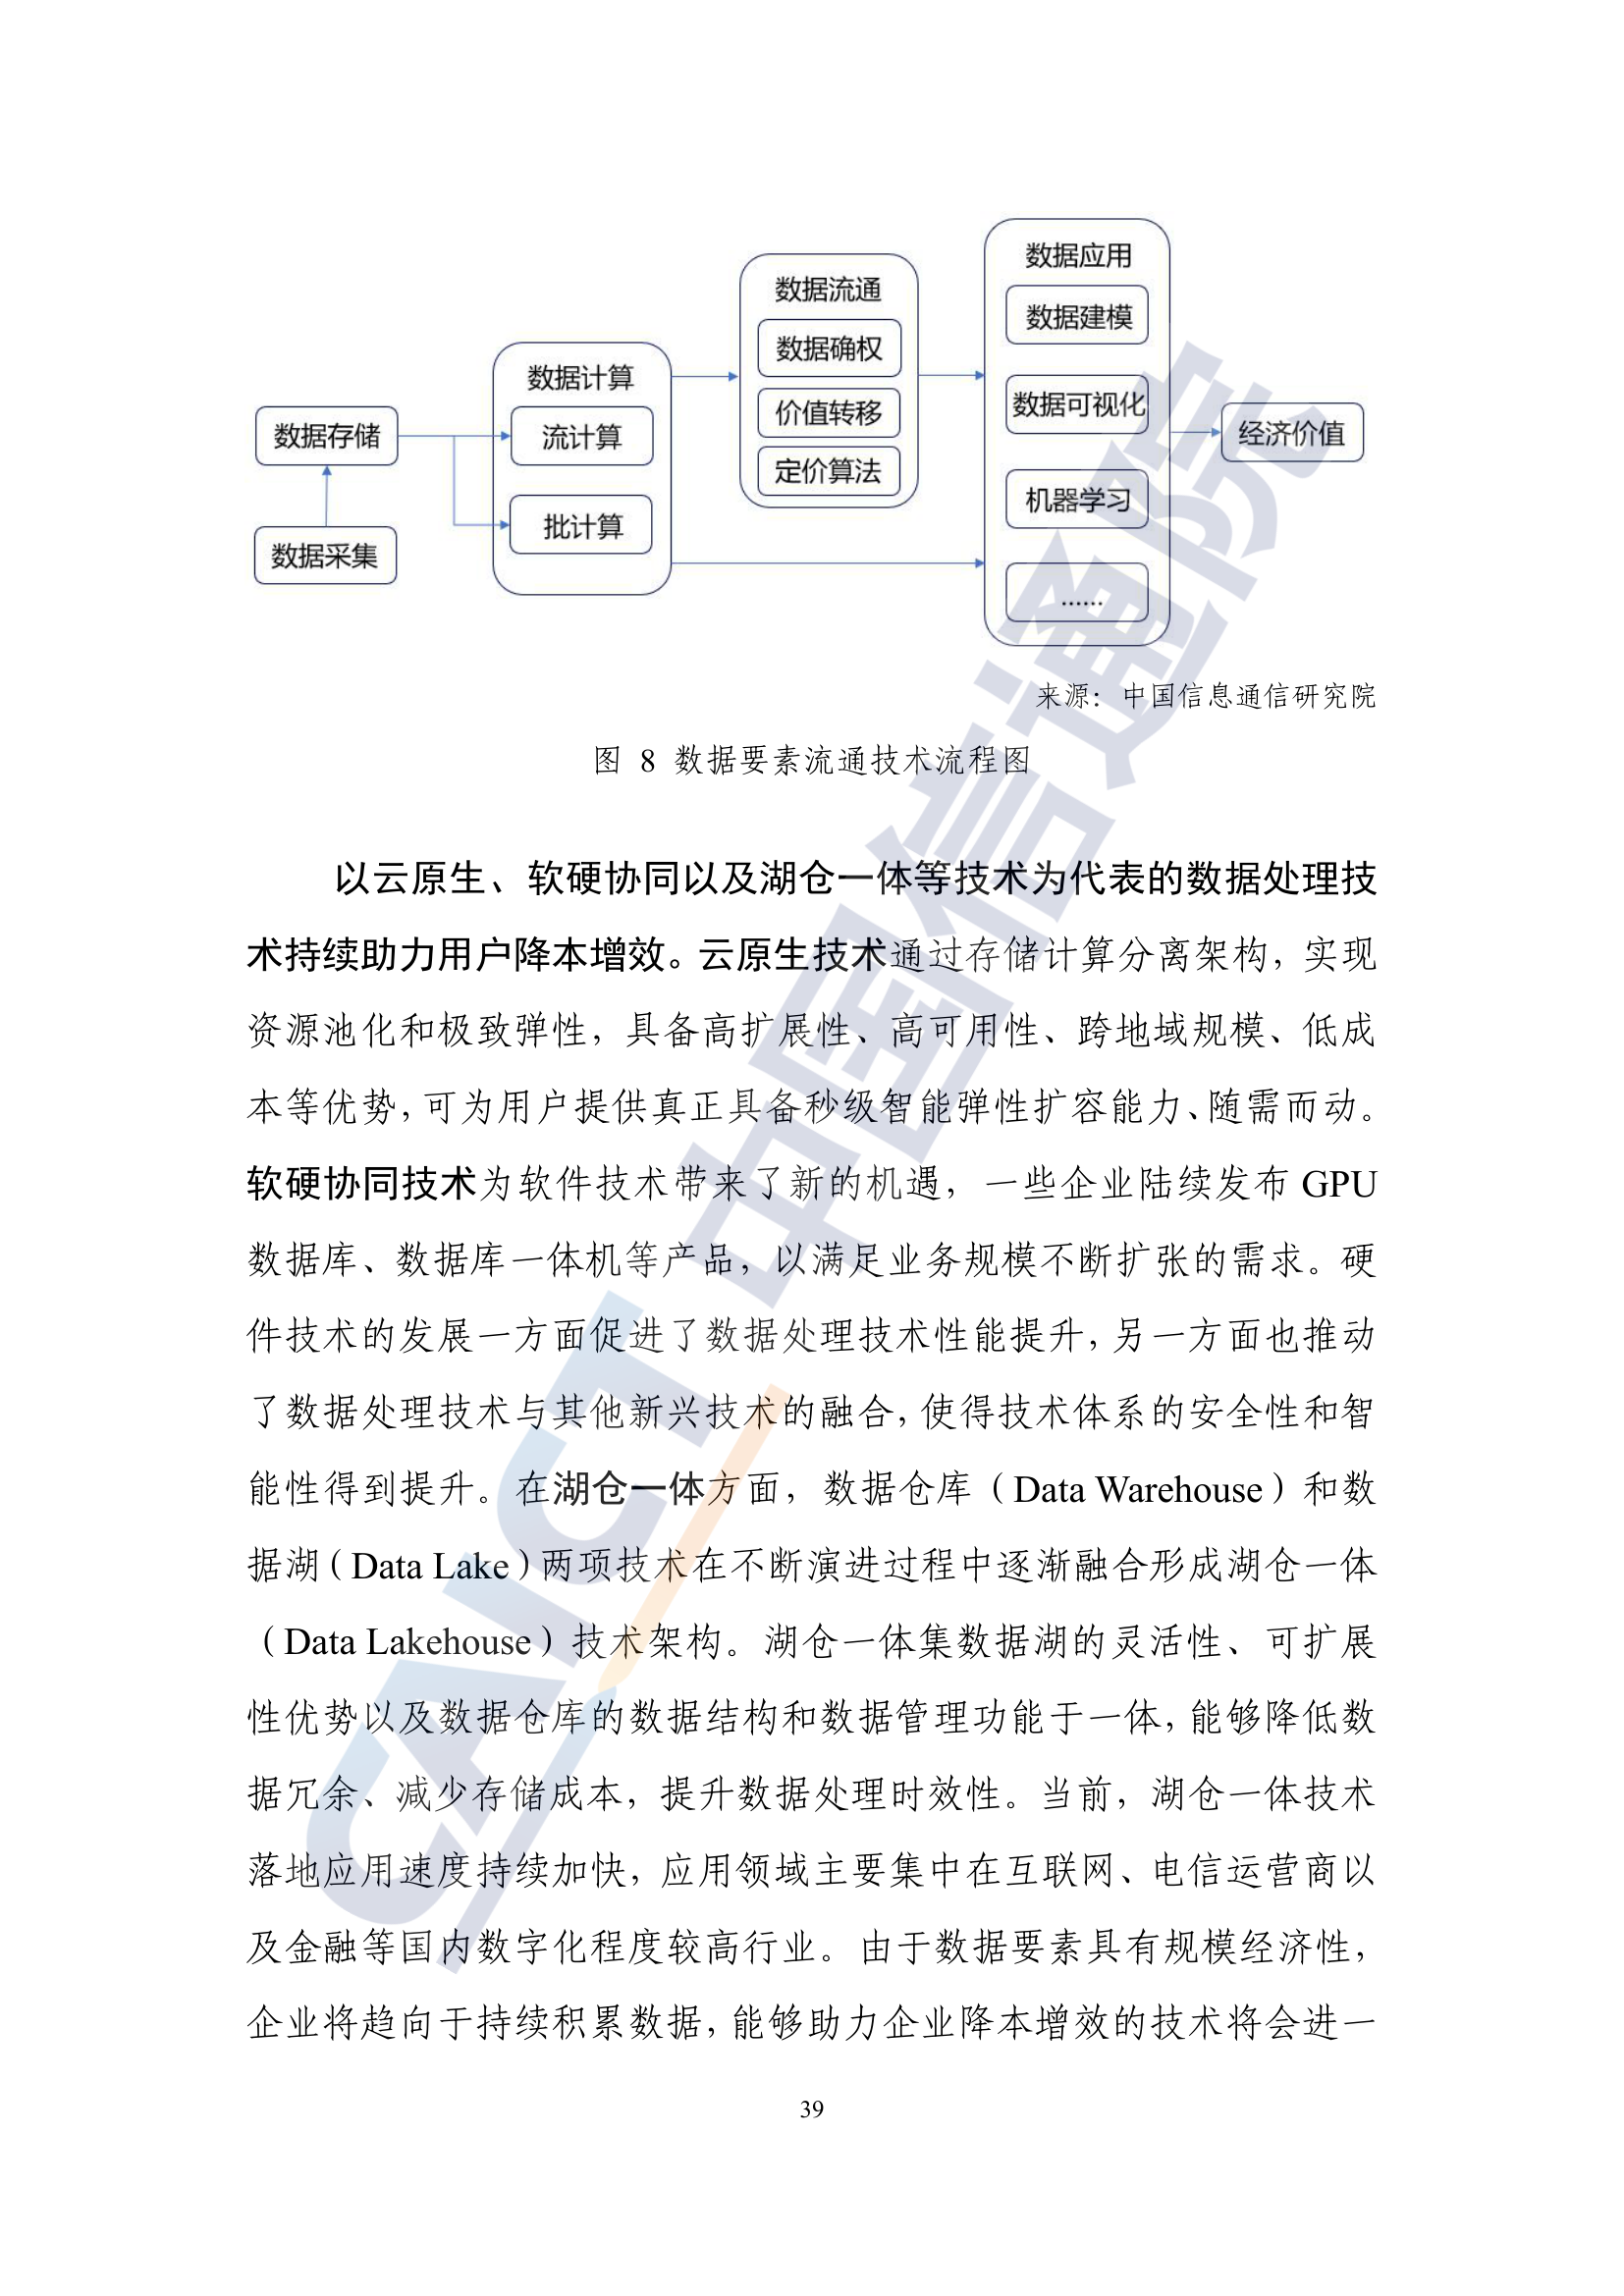 数据应用
数据建模
数据可视化
机器学习
......
数据流通
数据确权
价值转移
定价算法
数据计算
流计算
批计算
数据存储
数据采集
经济价值
来源：中国信息通信研究院
图 8 数据要素流通技术流程图
以云原生、软硬协同以及湖仓一体等技术为代表的数据处理技
术持续助力用户降本增效。云原生技术通过存储计算分离架构，实现
资源池化和极致弹性，具备高扩展性、高可用性、跨地域规模、低成
本等优势，可为用户提供真正具备秒级智能弹性扩容能力、随需而动。
软硬协同技术为软件技术带来了新的机遇，一些企业陆续发布 GPU
数据库、数据库一体机等产品，以满足业务规模不断扩张的需求。硬
件技术的发展一方面促进了数据处理技术性能提升，另一方面也推动
了数据处理技术与其他新兴技术的融合，使得技术体系的安全性和智
能性得到提升。在湖仓一体方面，数据仓库（Data Warehouse）和数
据湖（Data Lake）两项技术在不断演进过程中逐渐融合形成湖仓一体
（Data Lakehouse）技术架构。湖仓一体集数据湖的灵活性、可扩展
性优势以及数据仓库的数据结构和数据管理功能于一体，能够降低数
据冗余、减少存储成本，提升数据处理时效性。当前，湖仓一体技术
落地应用速度持续加快，应用领域主要集中在互联网、电信运营商以
及金融等国内数字化程度较高行业。由于数据要素具有规模经济性，
企业将趋向于持续积累数据，能够助力企业降本增效的技术将会进一
39
CAICT 中国信通院